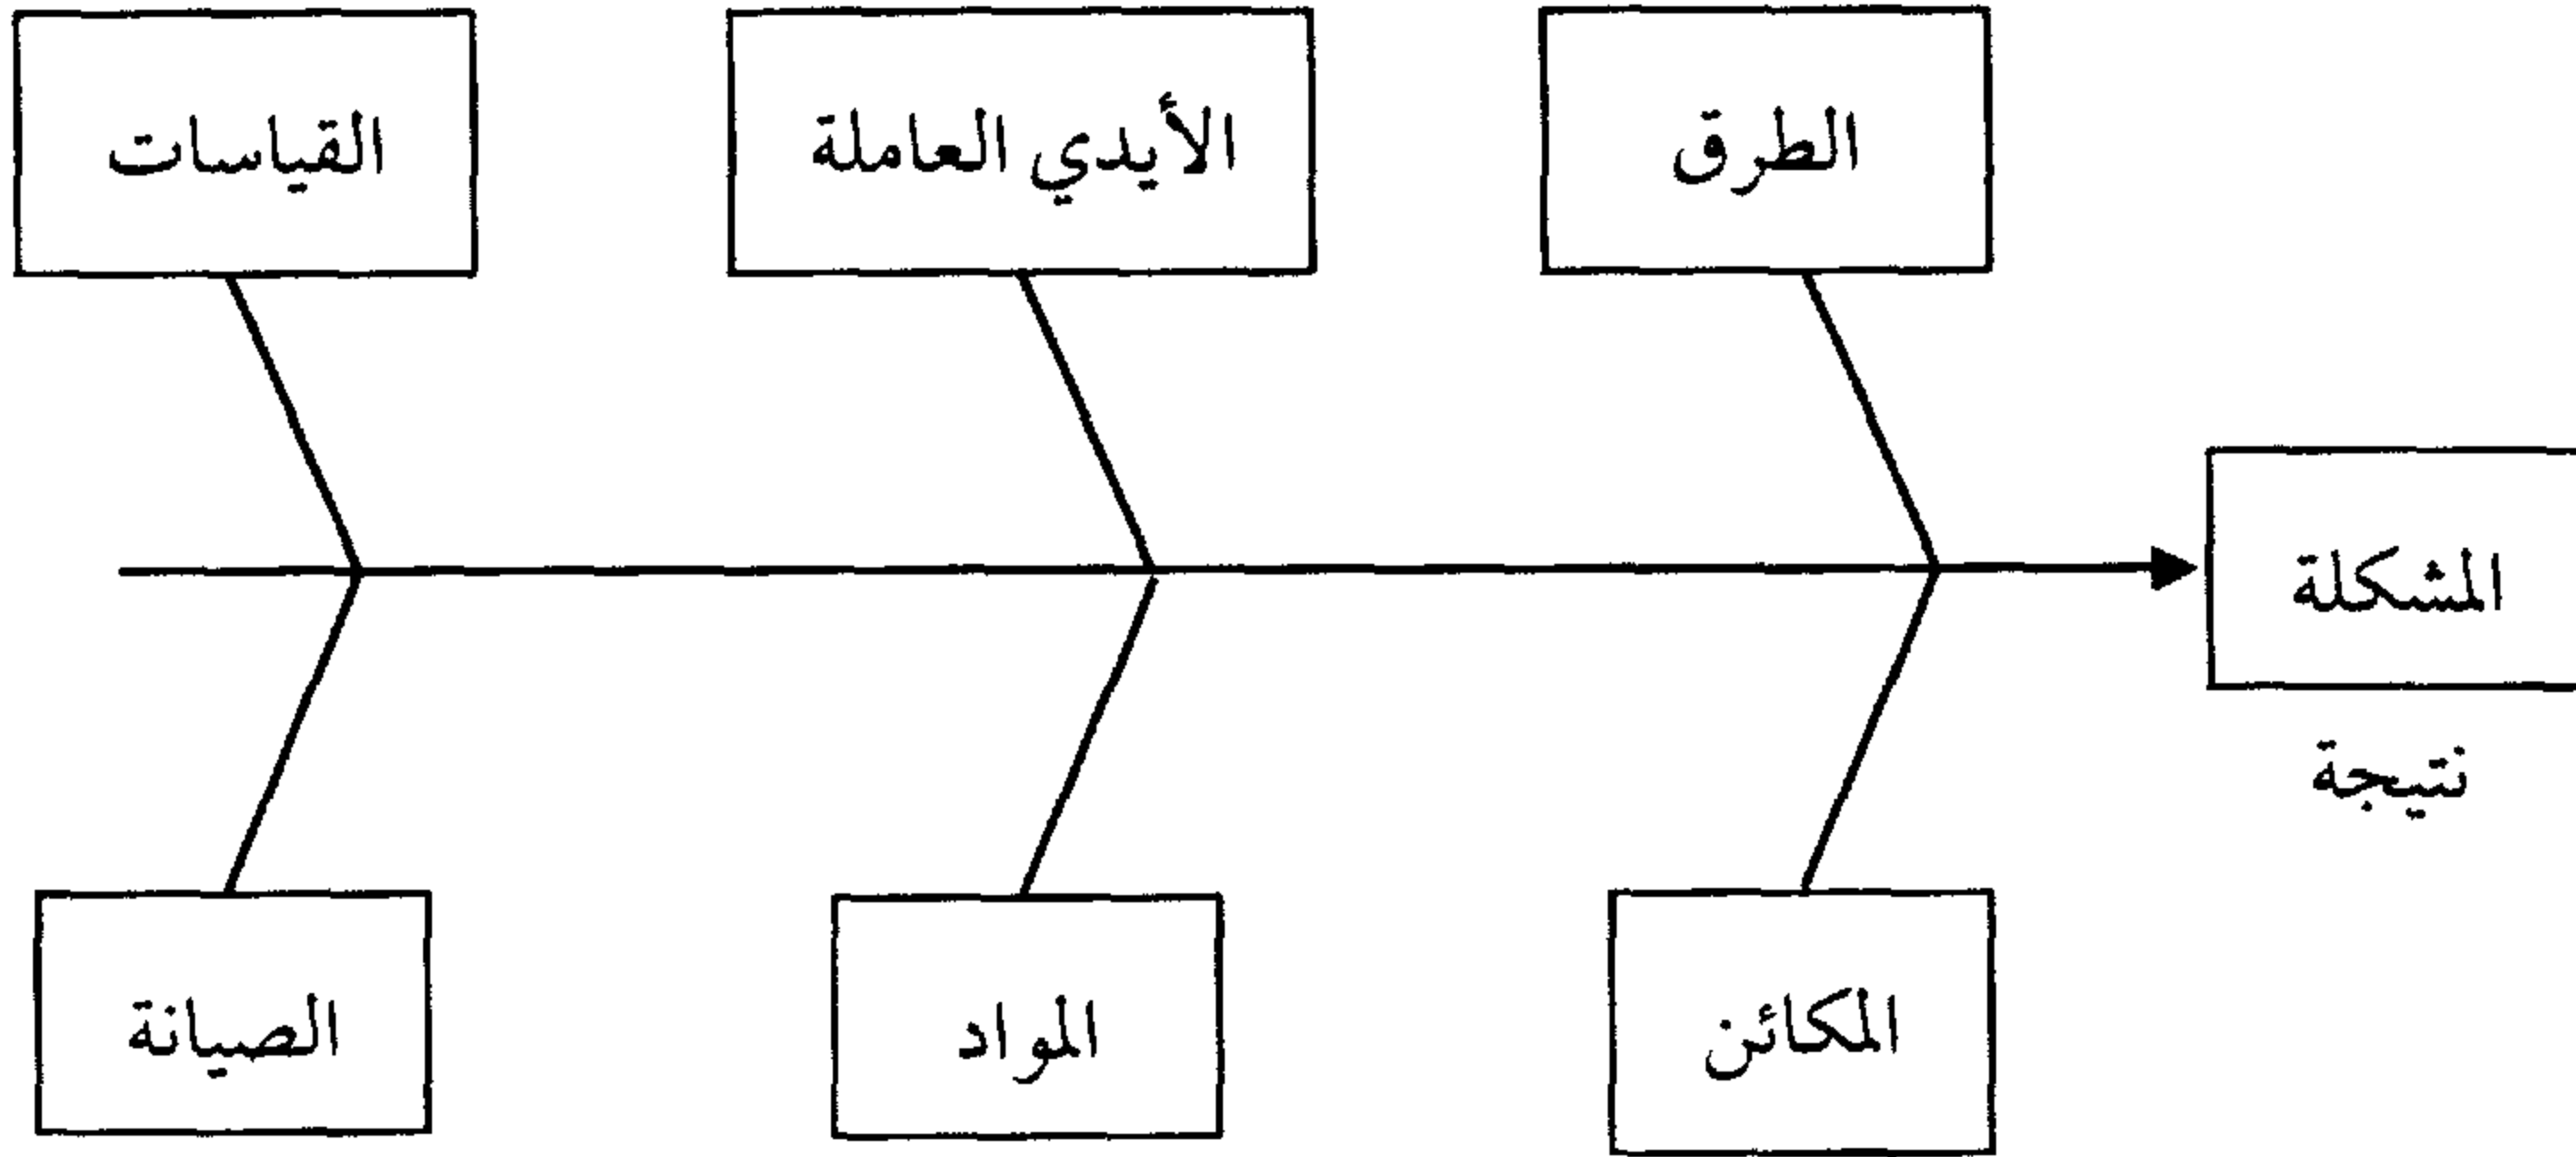 الطرق
الأيدي العاملة
القياسات
المشكلة
نتيجة
المكائن
المواد
الصيانة